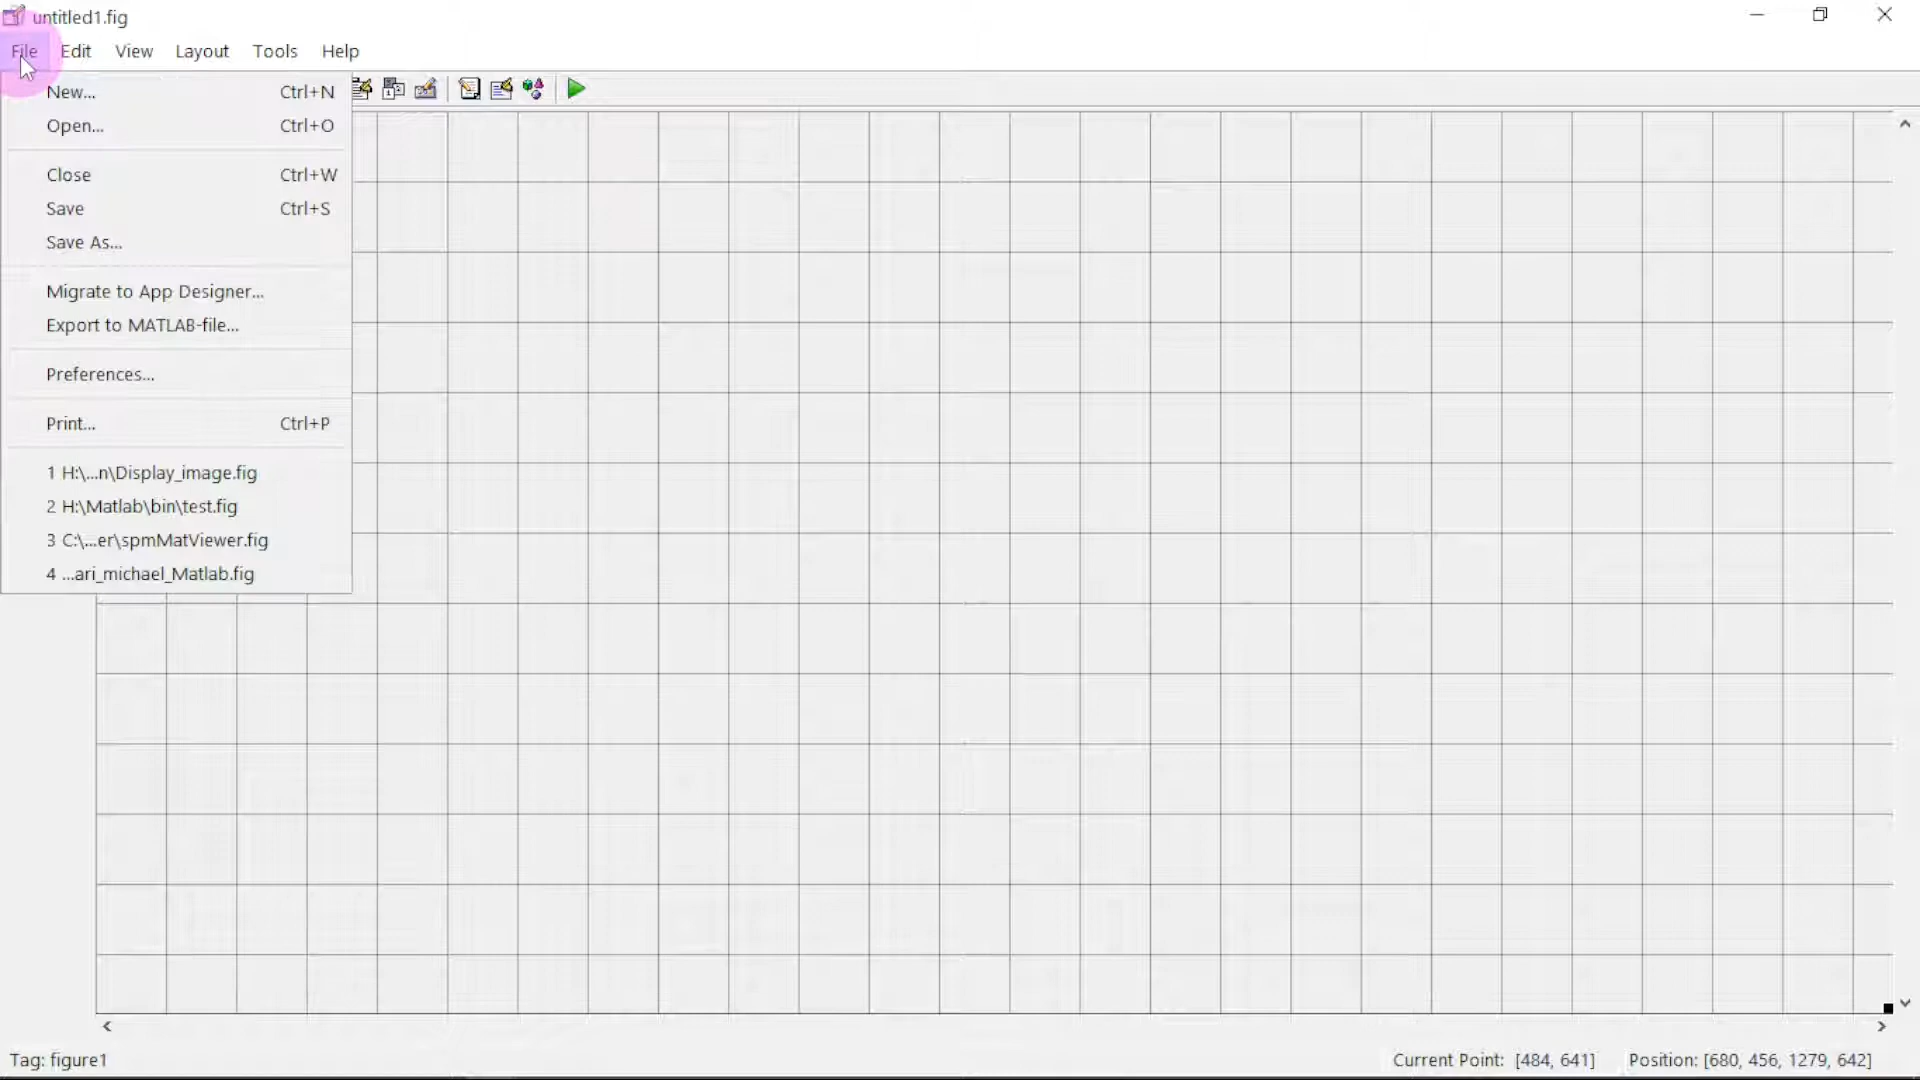 untitled1.fig
File Edit View Layout Tools Help
New... Ctrl+N
Open... Ctrl+O
Close Ctrl+W
Save Ctrl+S
Save As...
Migrate to App Designer...
Export to MATLAB-file...
Preferences...
Print... Ctrl+P
1 H:\...n\Display_image.fig
2 H:\Matlab\bin\test.fig
3 C:\...er\spmMatViewer.fig
4 ...ari_michael_Matlab.fig
Tag: figure1 Current Point: [484, 641] Position: [680, 456, 1279, 642]